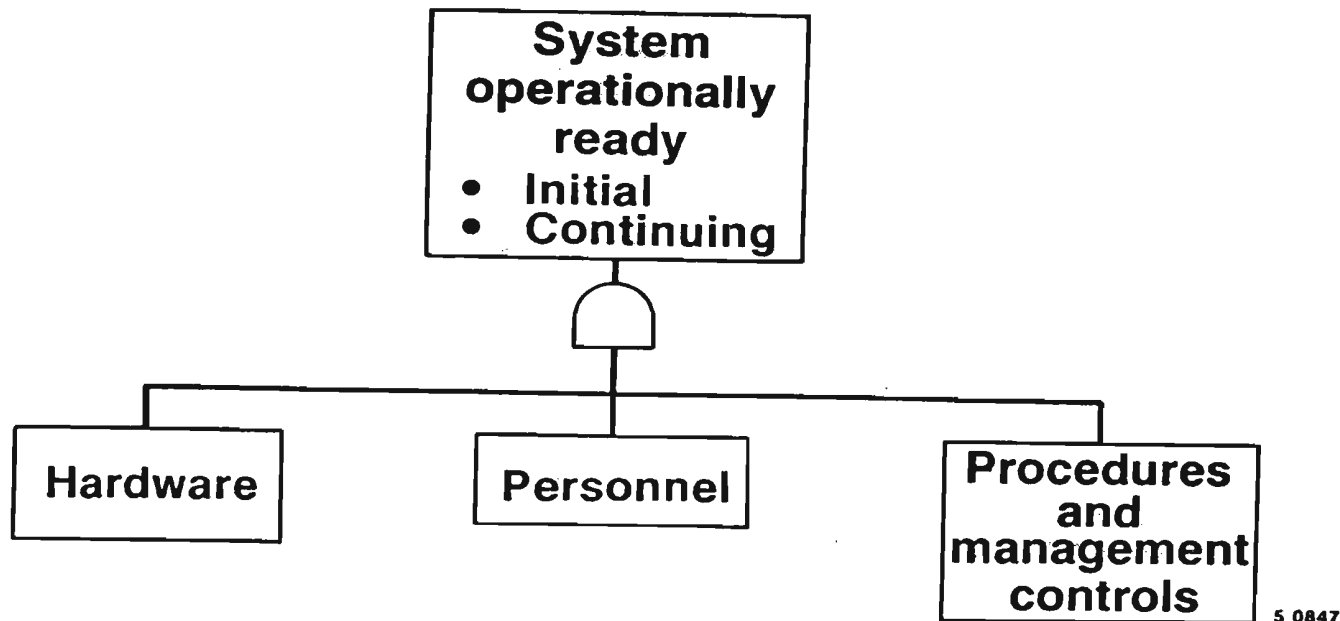 System
operationally
ready
• Initial
• Continuing
Hardware
Personnel
Procedures
and
management
controls
5 0847